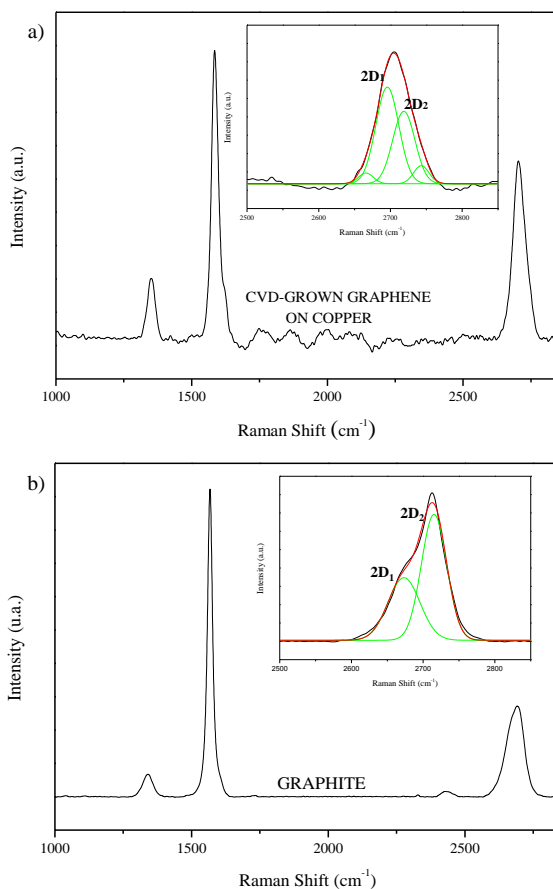 a)
Intensity (a.u.)
Intensity (a.u.)
2D1
2D2
2500 2600 2700 2800
Raman Shift (cm-1)
CVD-GROWN GRAPHENE
ON COPPER
1000 1500 2000 2500
Raman Shift (cm-1)
b)
Intensity (u.a.)
Intensity (a.u.)
2D2
2D1
2500 2600 2700 2800
Raman Shift (cm-1)
GRAPHITE
1000 1500 2000 2500
Raman Shift (cm-1)